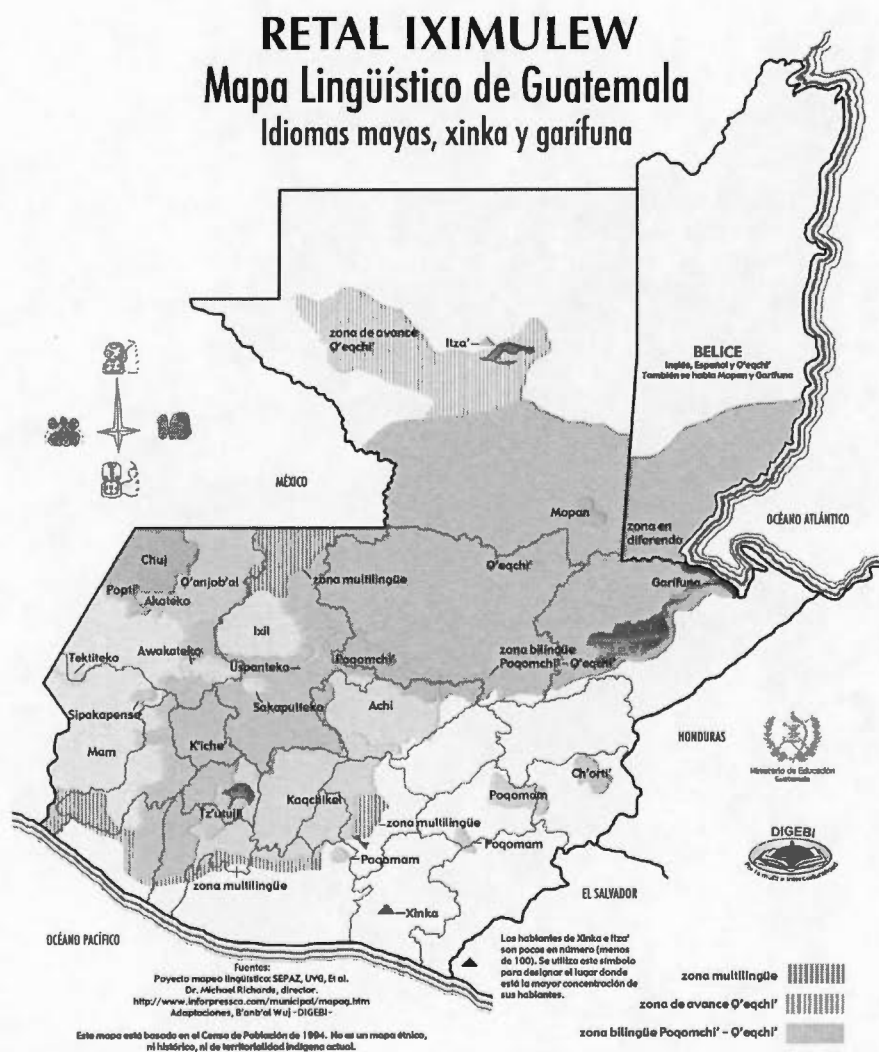 RETAL IXIMULEW
Mapa Lingüístico de Guatemala
Idiomas mayas, xinka y garífuna
zona de avance
Q'eqchi'
Itza'
BELICE
Inglés, Español y Q'eqchi'
También se habla Mopan y Garífuna
MÉXICO
Mopan
zona en
diferendo
OCÉANO ATLÁNTICO
Chuj
Q'anjob'al
zona multilingüe
Q'eqchi'
Garífuna
Popti'
Akateko
Ixil
Awakateko
Tektiteko
Uspanteko
Poqomchi'
zona bilingüe
Poqomchi' - Q'eqchi'
Sakapulteko
Achi
Sipakapense
Mam
K'iche'
HONDURAS
Ministerio de Educación
Guatemala
Ch'orti'
Kaqchikel
Poqomam
Tz'utujil
zona multilingüe
Poqomam
Poqomam
DIGEBI
zona multilingüe
EL SALVADOR
Xinka
OCÉANO PACÍFICO
Los hablantes de Xinka e Itza'
son pocos en número (menos
de 100). Se utiliza este símbolo
para designar el lugar donde
está la mayor concentración de
sus hablantes.
Fuentes:
Poyecto mapeo lingüístico: SEPAZ, UVG, Et al.
Dr. Michael Richards, director.
http://www.inforpressca.com/municipal/mapaq.htm
Adaptaciones, B'anb'al Wuj -DIGEBI-
Este mapa está basado en el Censo de Población de 1994. No es un mapa étnico,
ni histórico, ni de territorialidad indígena actual.
zona multilingüe
zona de avance Q'eqchi'
zona bilingüe Poqomchi' - Q'eqchi'